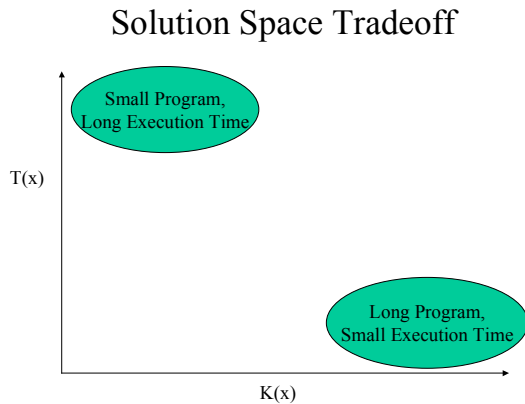 Solution Space Tradeoff
Small Program,
Long Execution Time
T(x)
Long Program,
Small Execution Time
K(x)